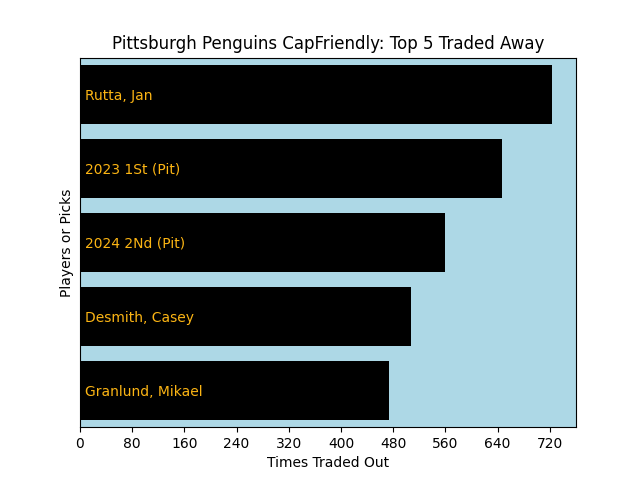 Pittsburgh Penguins CapFriendly: Top 5 Traded Away
Players or Picks
Rutta, Jan
2023 1St (Pit)
2024 2Nd (Pit)
Desmith, Casey
Granlund, Mikael
0 80 160 240 320 400 480 560 640 720
Times Traded Out